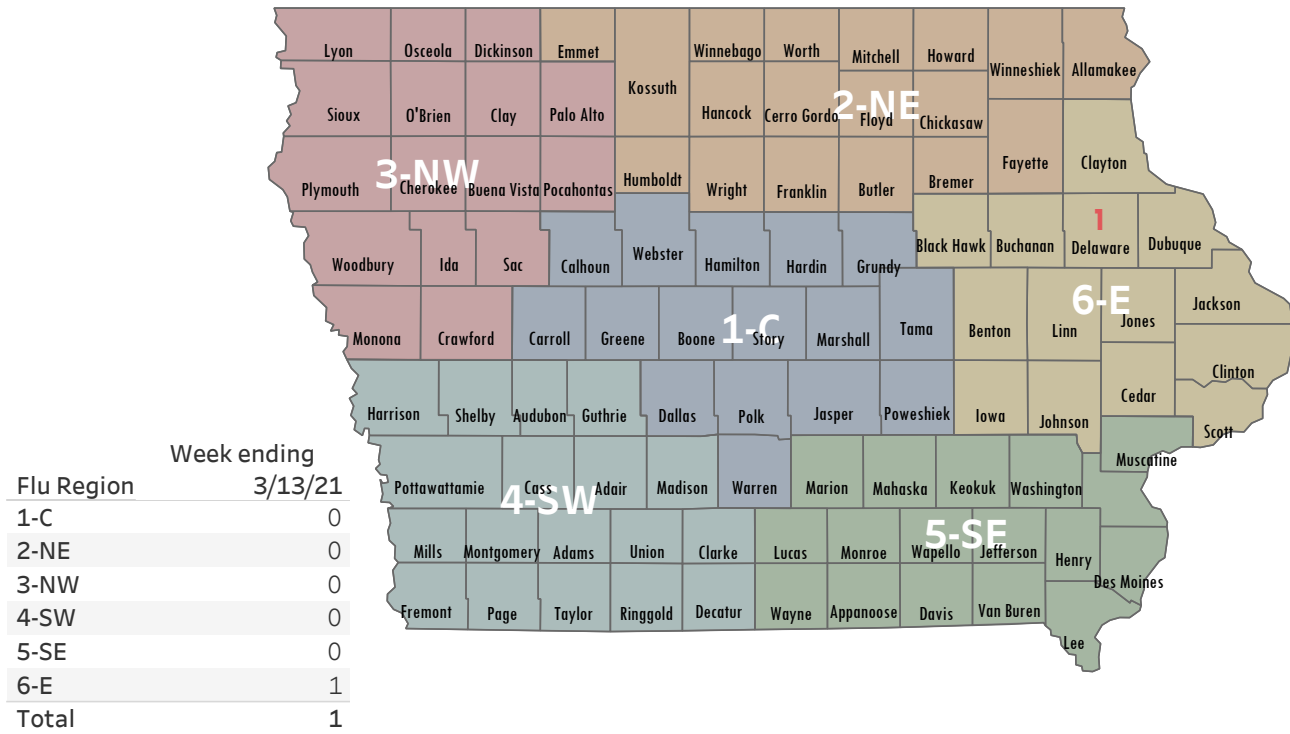 Lyon Osceola Dickinson Emmet Winnebago Worth Mitchell Howard Winneshiek Allamakee
Kossuth
Sioux O'Brien Clay Palo Alto Hancock Cerro Gordo 2-NE Floyd Chickasaw
Fayette Clayton
Plymouth 3-NW Cherokee Buena Vista Pocahontas Humboldt Wright Franklin Butler Bremer
1
Woodbury Ida Sac Calhoun Webster Hamilton Hardin Grundy Black Hawk Buchanan Delaware Dubuque
6-E
Jackson
Monona Crawford Carroll Greene Boone 1-C Story Marshall Tama Benton Linn Jones
Clinton
Harrison Shelby Audubon Guthrie Dallas Polk Jasper Poweshiek Iowa Johnson Cedar
Scott
Muscatine
Pottawattamie Cass Adair Madison Warren Marion Mahaska Keokuk Washington
4-SW
5-SE
Mills Montgomery Adams Union Clarke Lucas Monroe Wapello Jefferson Henry
Des Moines
Fremont Page Taylor Ringgold Decatur Wayne Appanoose Davis Van Buren
Lee
Week ending
Flu Region 3/13/21
1-C 0
2-NE 0
3-NW 0
4-SW 0
5-SE 0
6-E 1
Total 1